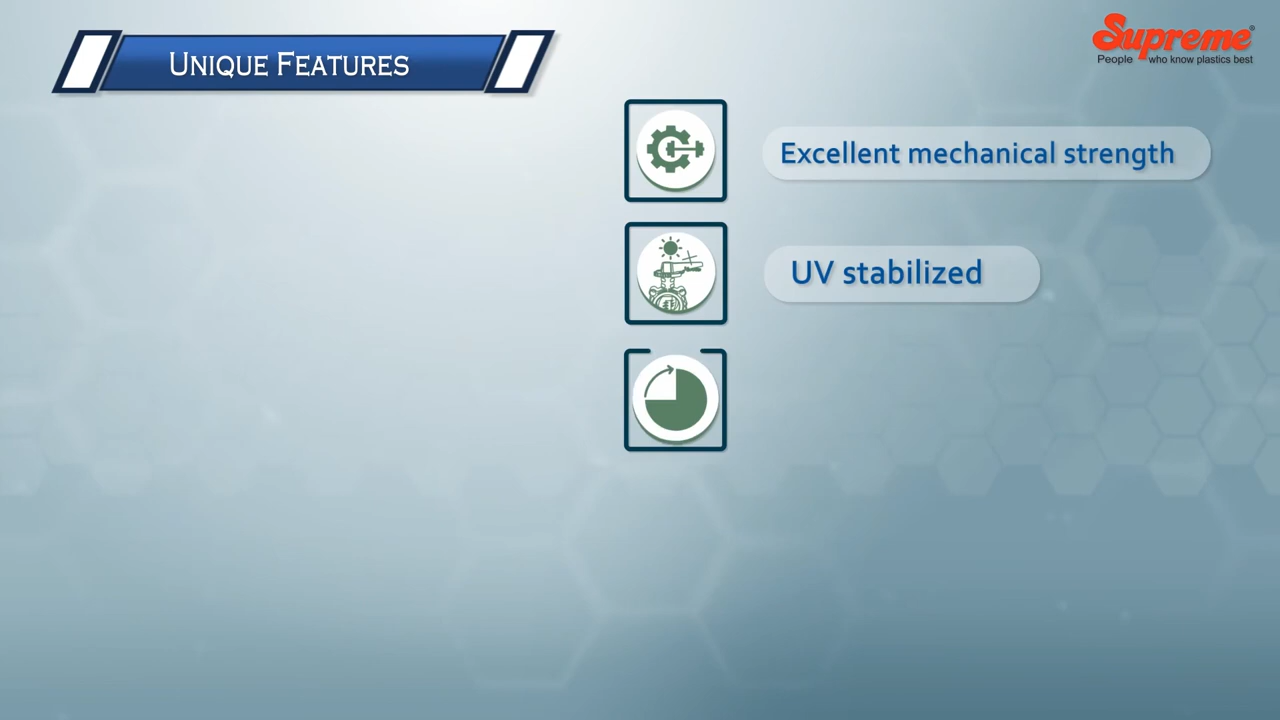 UNIQUE FEATURES
Supreme®
People who know plastics best
Excellent mechanical strength
UV stabilized